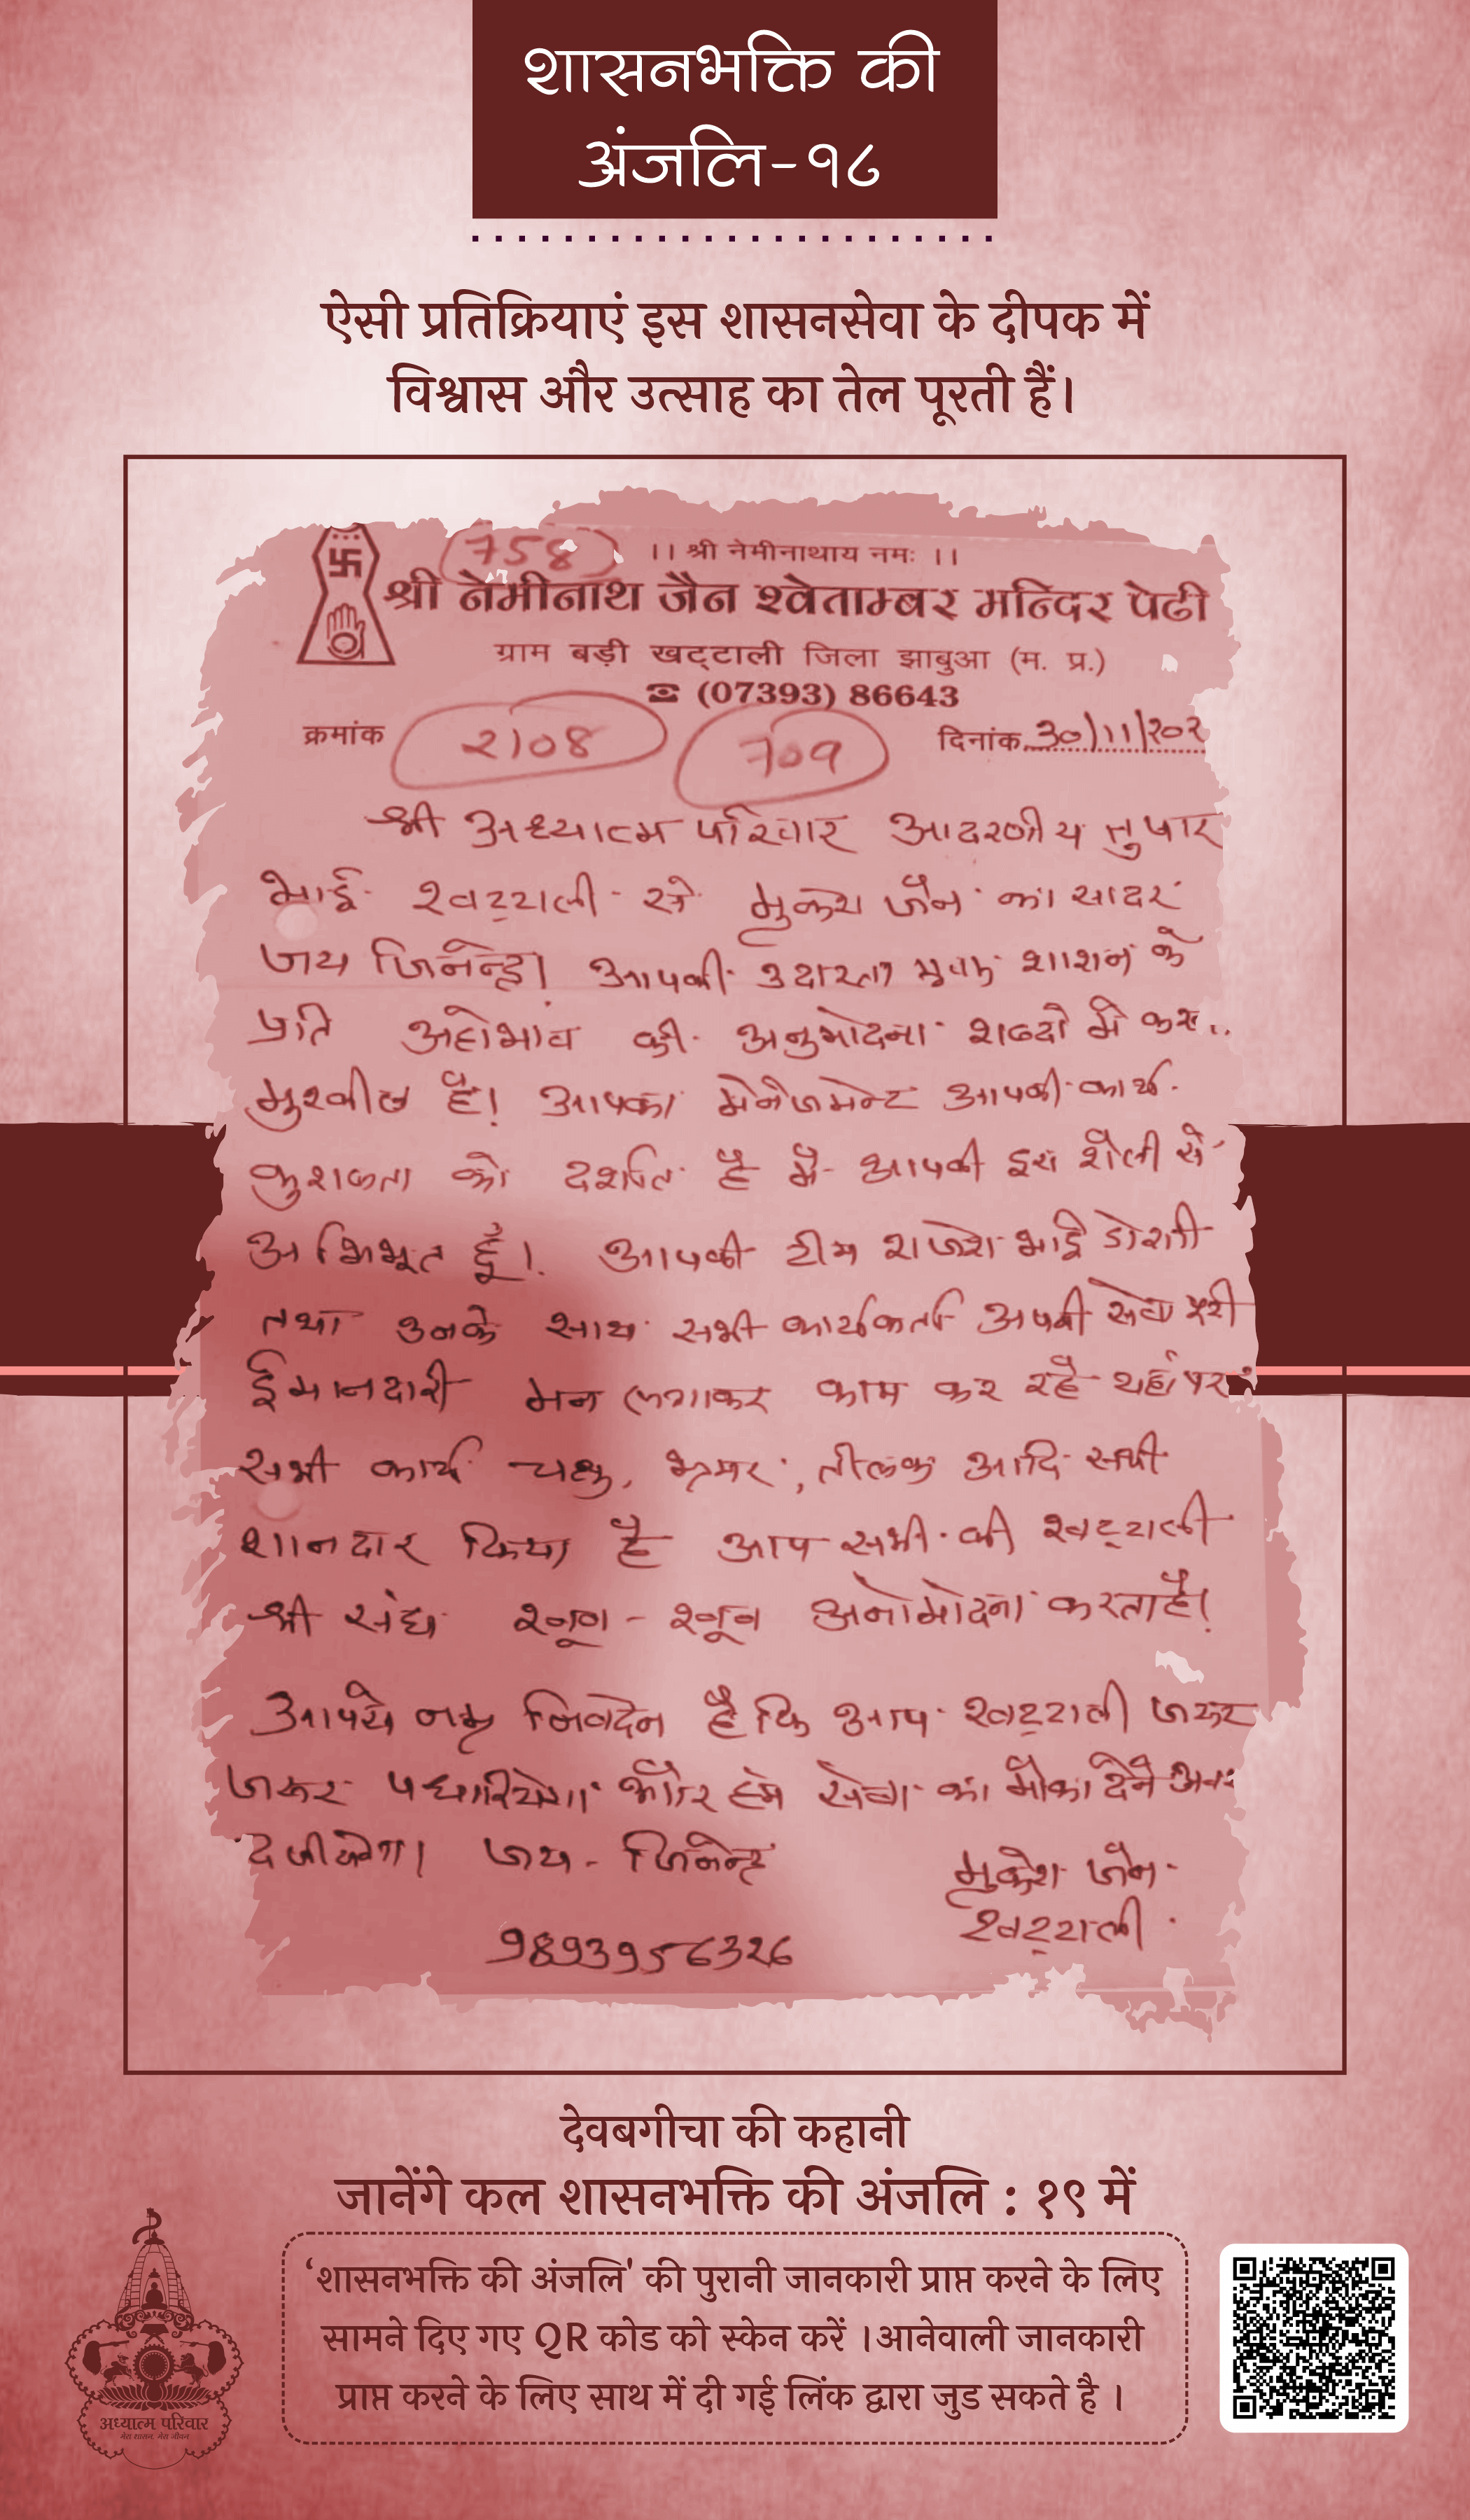 शासनभक्ति की
अंजलि-१८
ऐसी प्रतिक्रियाएं इस शासनसेवा के दीपक में
विश्वास और उत्साह का तेल पूरती हैं।
758
।। श्री नेमीनाथाय नमः ।।
श्री नेमीनाथ जैन श्वेताम्बर मन्दिर पेढी
ग्राम बड़ी खट्टाली जिला झाबुआ (म. प्र.)
☎ (07393) 86643
क्रमांक 2108 709 दिनांक 30/11/202
श्री अध्यात्म परिवार आदरणीय तुषार
भाई खट्टाली से मुकेश जैन का सादर
जय जिनेन्द्र! आपकी उदारता शाशन के
प्रति अहोभाव की अनुमोदना शब्दो मे
मुश्कील है! आपका मेनेजमेन्ट आपकी कार्य
कुशलता को दर्शाता है मै आपकी इस शैली से
अभिभूत हूँ! आपकी टीम राजेश भाई डोशी
तथा उनके साथ सभी कार्यकर्ता अपनी सेवा
ईमानदारी मन लगाकर काम कर रहे यहां पर
सभी कार्य चक्षु, भ्रमर, तीलक आदि सभी
शानदार किया है आप सभी की खट्टाली
श्री संघ खूब - खूब अनोमोदना करता है!
आपसे नम्र निवदेन है कि आप खट्टाली जरूर
जरूर पधारियेगा और हमे सेवा का मौका देने
दीजीयेगा। जय - जिनेन्द्र
मुकेश जैन
खट्टाली
9893956326
देवबगीचा की कहानी
जानेंगे कल शासनभक्ति की अंजलि : १९ में
‘शासनभक्ति की अंजलि' की पुरानी जानकारी प्राप्त करने के लिए
सामने दिए गए QR कोड को स्केन करें ।आनेवाली जानकारी
प्राप्त करने के लिए साथ में दी गई लिंक द्वारा जुड सकते है ।
अध्यात्म परिवार
मेरा शासन, मेरा जीवन